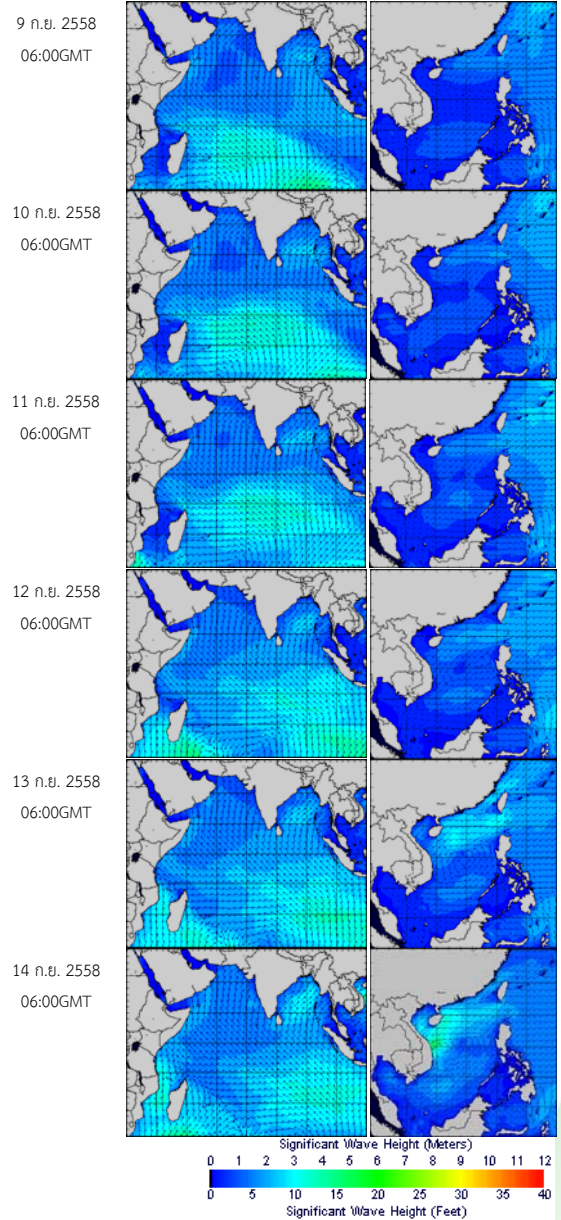 9 ก.ย. 2558
06:00GMT
10 ก.ย. 2558
06:00GMT
11 ก.ย. 2558
06:00GMT
12 ก.ย. 2558
06:00GMT
13 ก.ย. 2558
06:00GMT
14 ก.ย. 2558
06:00GMT
Significant Wave Height (Meters)
0 1 2 3 4 5 6 7 8 9 10 11 12
0 5 10 15 20 25 30 35 40
Significant Wave Height (Feet)